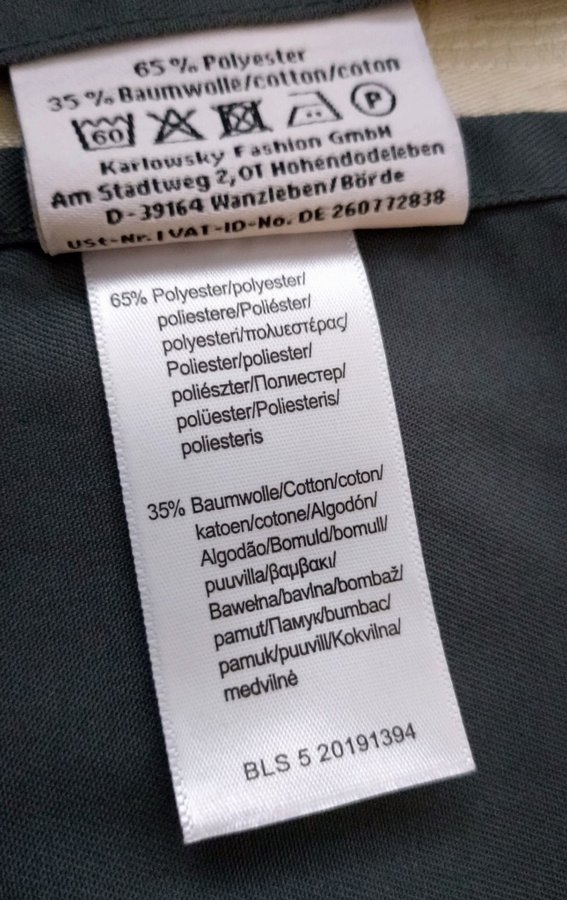 65% Polyester
35% Baumwolle/cotton/coton
60 P
Karlowsky Fashion GmbH
Am Stadtweg 2, OT Hohendodeleben
D-39164 Wanzleben/Börde
USt-Nr. / VAT-ID-No. DE 260772838
65% Polyester/polyester/
poliestere/Poliéster/
polyesteri/πολυεστέρας/
Poliester/poliester/
poliészter/Полиестер/
polüester/Poliesteris/
poliesteris
35% Baumwolle/Cotton/coton/
katoen/cotone/Algodón/
Algodão/Bomuld/bomull/
puuvilla/βαμβακι/
Bawełna/bavlna/bombaž/
pamut/Памук/bumbac/
pamuk/puuvill/Kokvilna/
medvilnė
BLS 5 20191394